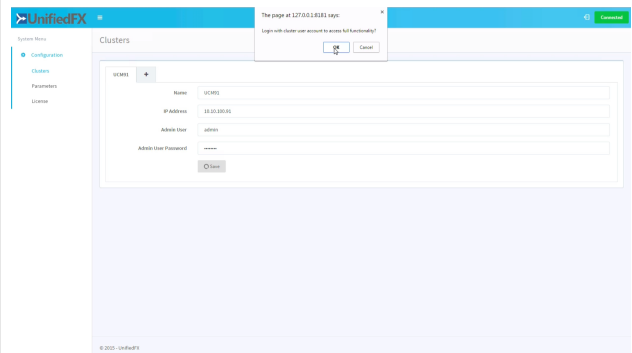 UnifiedFX
The page at 127.0.0.1:8181 says:
Login with cluster user account to access full functionality?
OK
Cancel
Connected
System Menu
Configuration
Clusters
Parameters
License
Clusters
UCM91
Name
UCM91
IP Address
10.10.100.91
Admin User
admin
Admin User Password
••••••••
Save
© 2015 - UnifiedFX